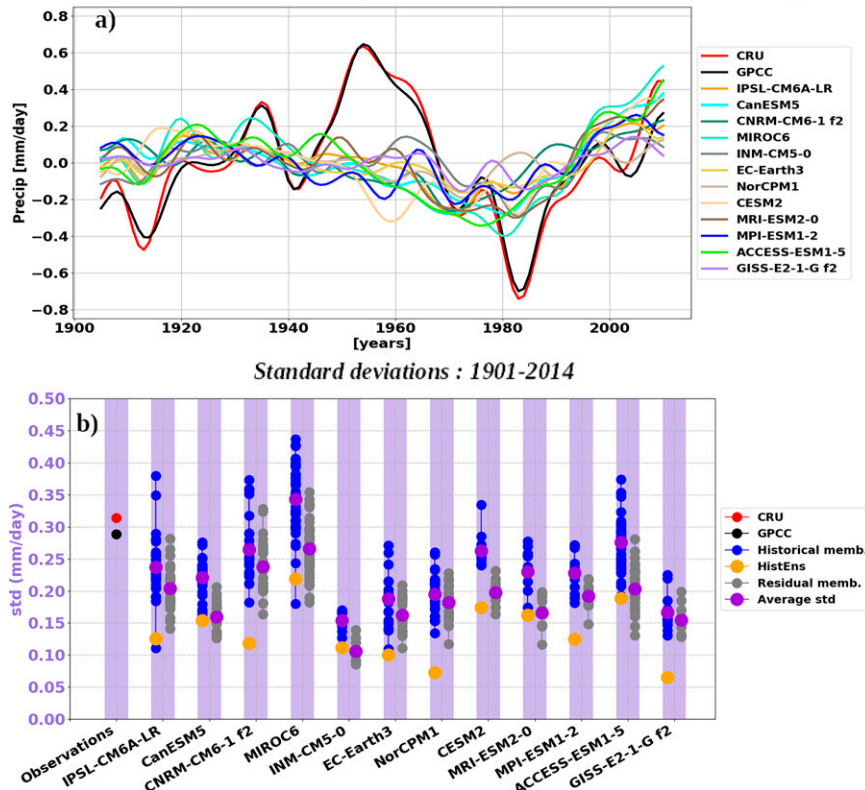 a)
0.8
0.6
0.4
0.2
0.0
−0.2
−0.4
−0.6
−0.8
Precip [mm/day]
1900 1920 1940 1960 1980 2000
[years]
CRU
GPCC
IPSL-CM6A-LR
CanESM5
CNRM-CM6-1 f2
MIROC6
INM-CM5-0
EC-Earth3
NorCPM1
CESM2
MRI-ESM2-0
MPI-ESM1-2
ACCESS-ESM1-5
GISS-E2-1-G f2
Standard deviations : 1901-2014
b)
0.50
0.45
0.40
0.35
0.30
0.25
0.20
0.15
0.10
0.05
0.00
std (mm/day)
CRU
GPCC
Historical memb.
HistEns
Residual memb.
Average std
Observations
IPSL-CM6A-LR
CanESM5
CNRM-CM6-1 f2
MIROC6
INM-CM5-0
EC-Earth3
NorCPM1
CESM2
MRI-ESM2-0
MPI-ESM1-2
ACCESS-ESM1-5
GISS-E2-1-G f2